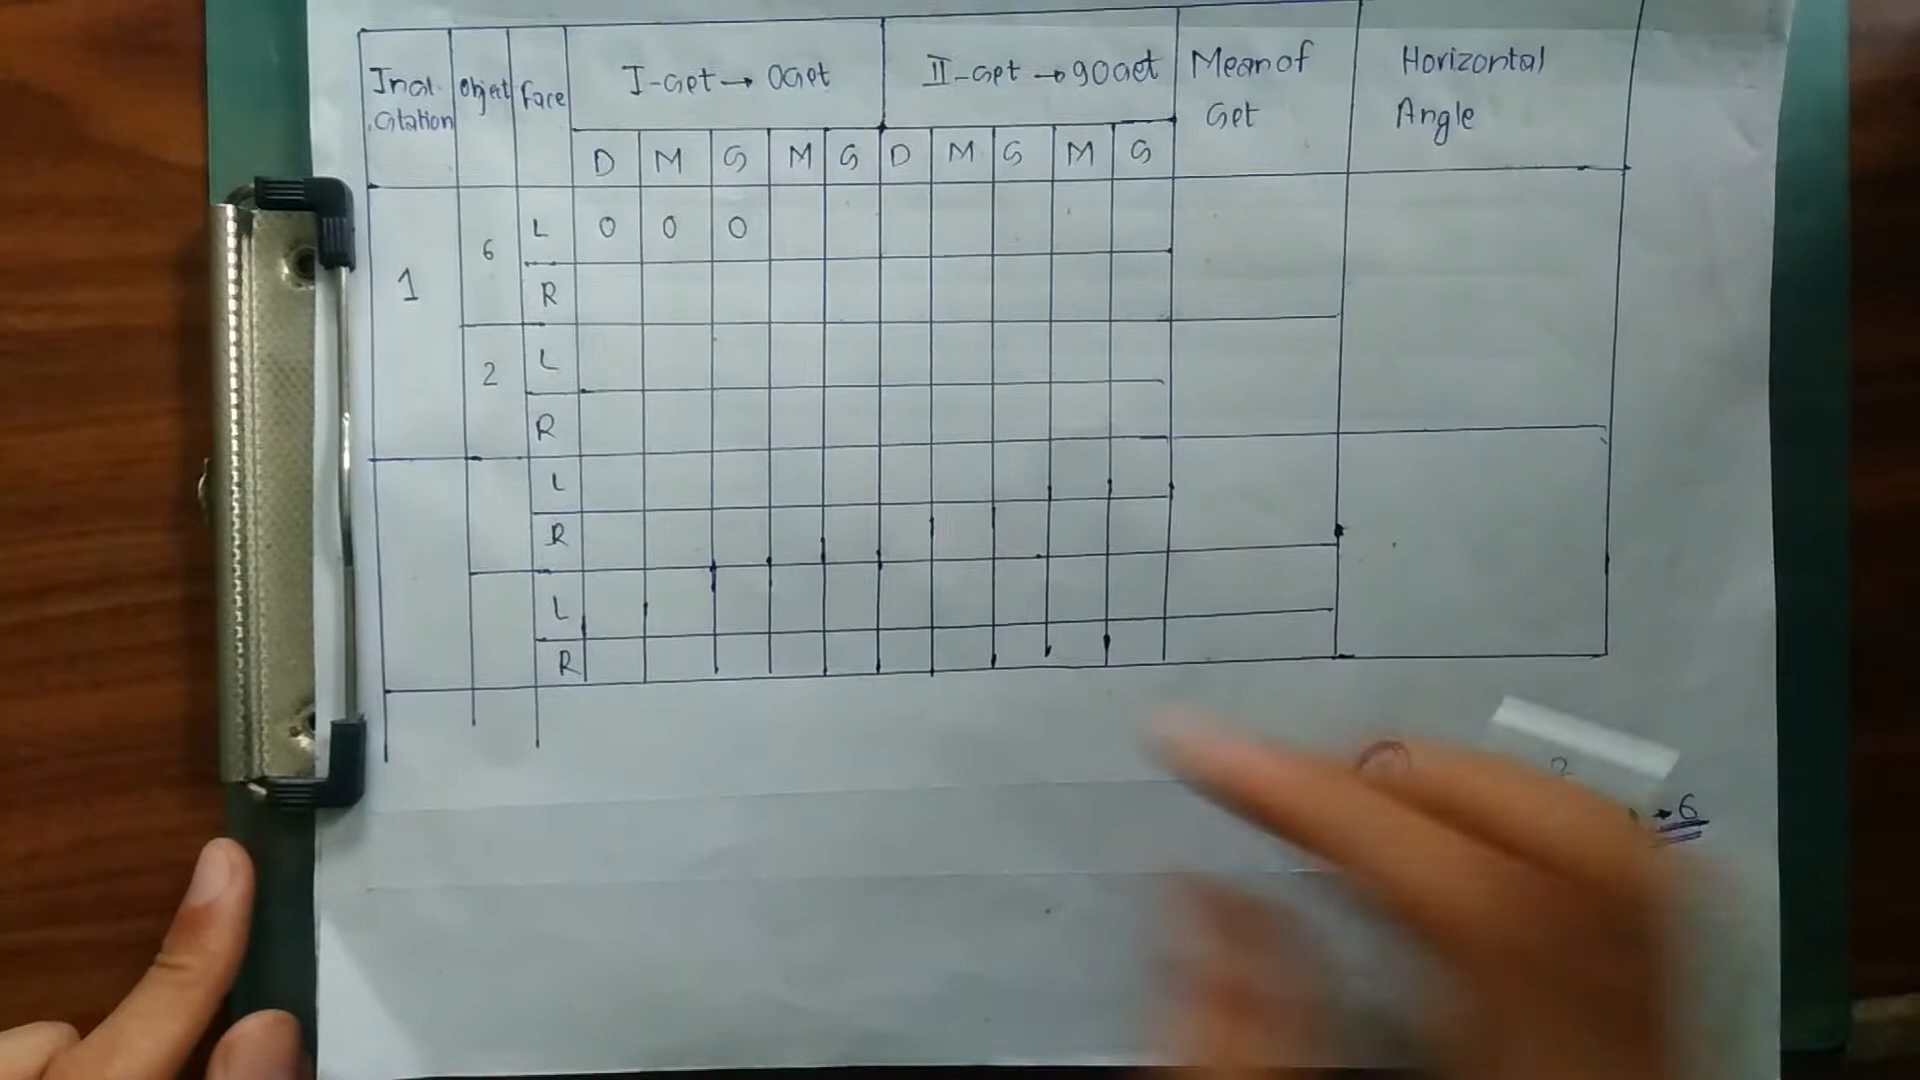 Inst. Station Object Face I-Set → 0Set II-Set → 90Set Mean of Set Horizontal Angle
D M S M S D M S M S
1 6 L 0 0 0
R
2 L
R
L
R
L
R
2
→ 6